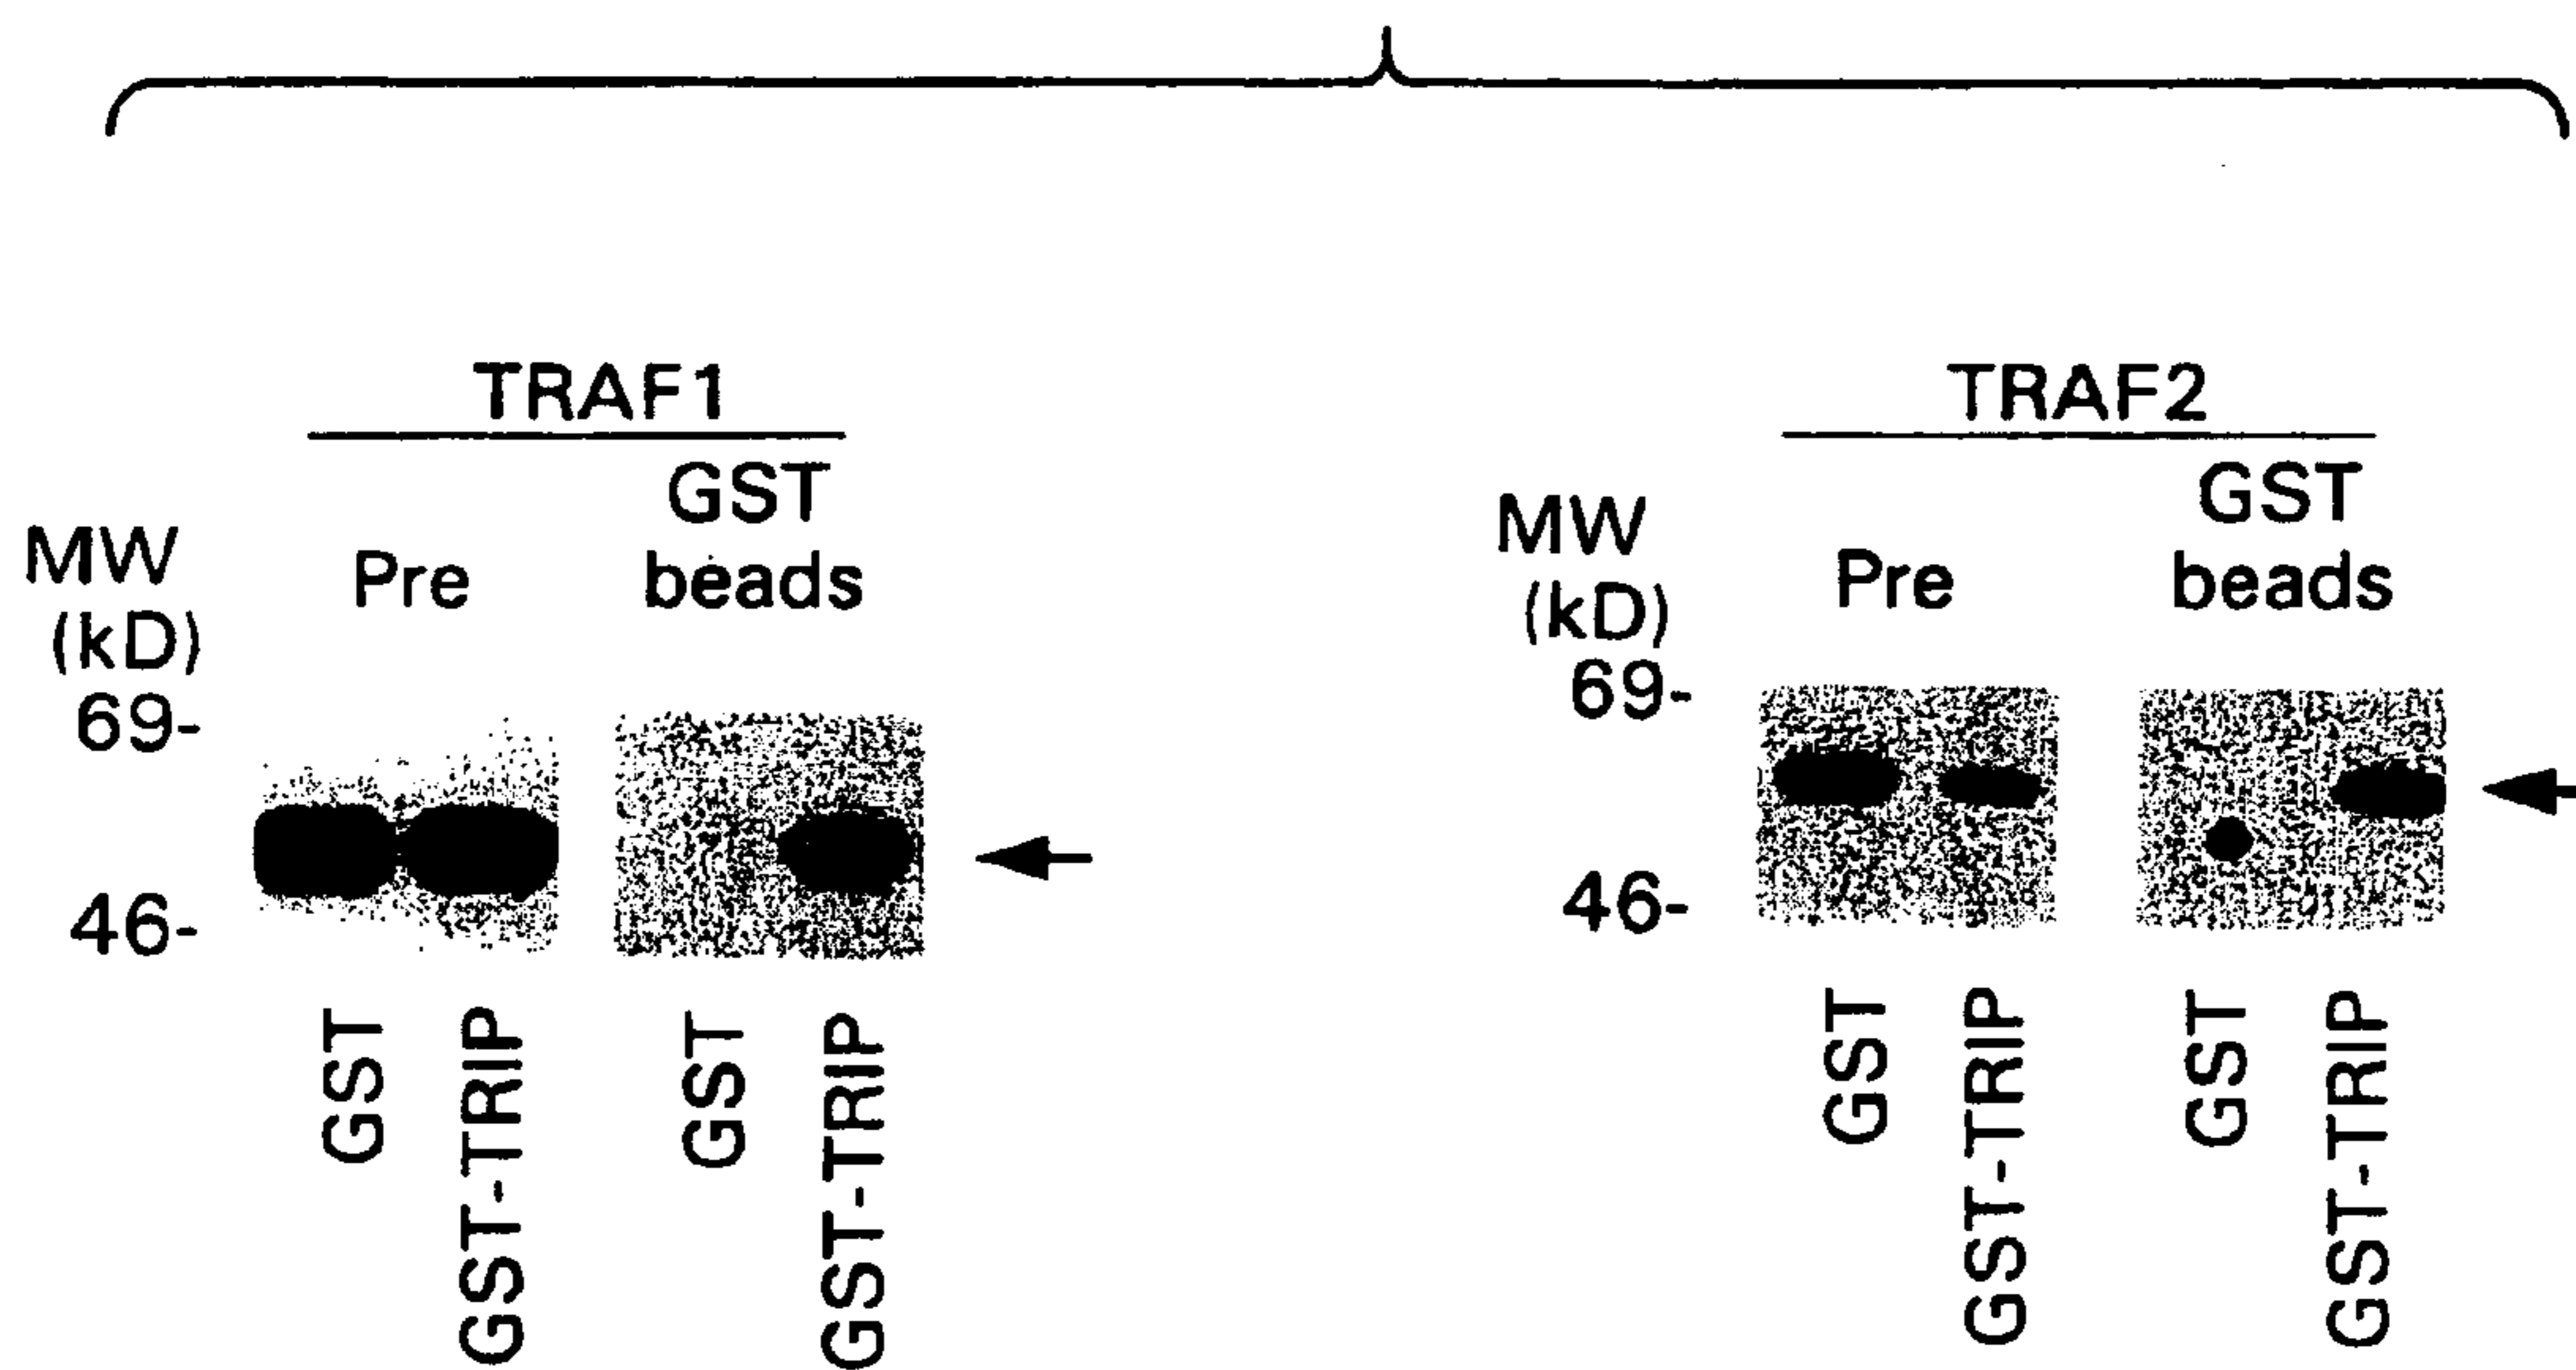 TRAF1
GST
MW
Pre
beads
(kD)
69-
46-
GST
GST-TRIP
GST
GST-TRIP
TRAF2
GST
MW
Pre
beads
(kD)
69-
46-
GST
GST-TRIP
GST
GST-TRIP